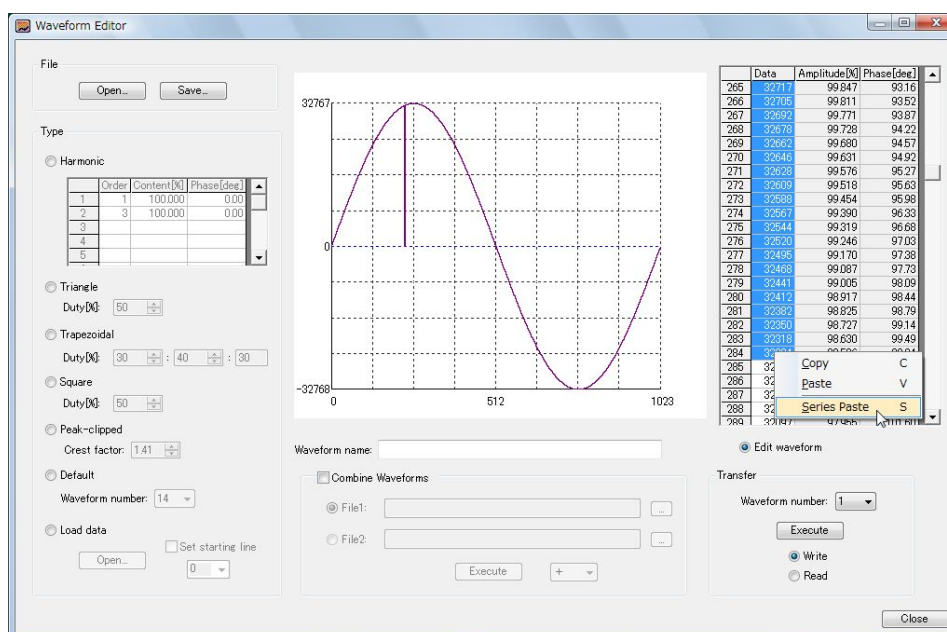 Waveform Editor
File
Open... Save...
Type
Harmonic
Order Content[%] Phase[deg]
1 1 100.000 0.00
2 3 100.000 0.00
3
4
5
Triangle
Duty[%]: 50
Trapezoidal
Duty[%]: 30 : 40 : 30
Square
Duty[%]: 50
Peak-clipped
Crest factor: 1.41
Default
Waveform number: 14
Load data
Set starting line
Open... 0
32767
0
-32768
0 512 1023
Waveform name:
Combine Waveforms
File1: ...
File2: ...
Execute +
Data Amplitude[%] Phase[deg]
265 32717 99.847 93.16
266 32705 99.811 93.52
267 32692 99.771 93.87
268 32678 99.728 94.22
269 32662 99.680 94.57
270 32646 99.631 94.92
271 32628 99.576 95.27
272 32609 99.518 95.63
273 32588 99.454 95.98
274 32567 99.390 96.33
275 32544 99.319 96.68
276 32520 99.246 97.03
277 32495 99.170 97.38
278 32468 99.087 97.73
279 32441 99.005 98.09
280 32412 98.917 98.44
281 32382 98.825 98.79
282 32350 98.727 99.14
283 32318 98.630 99.49
284
285 32
286 32
287 32
288 32
289
Copy C
Paste V
Series Paste S
Edit waveform
Transfer
Waveform number: 1
Execute
Write
Read
Close